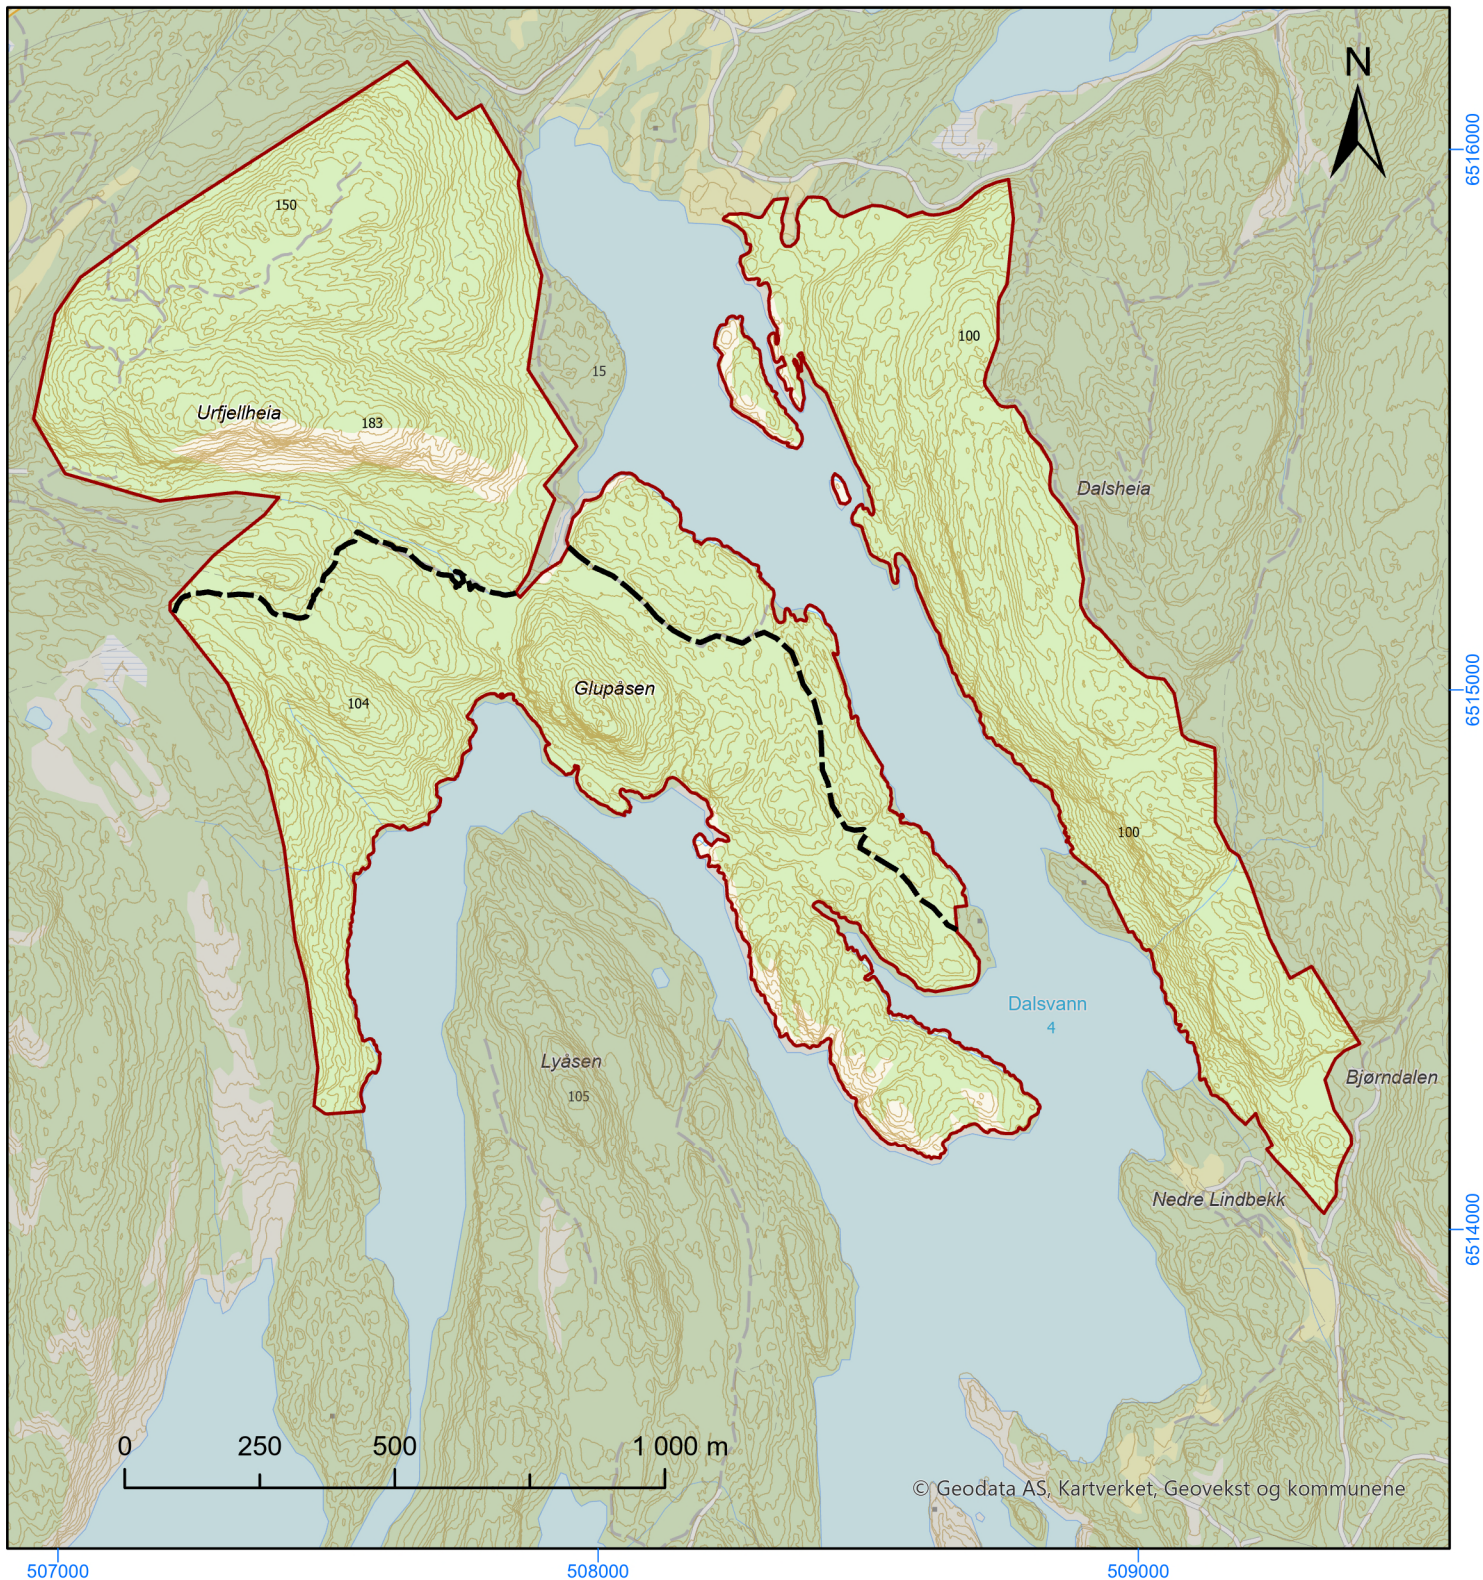 N
6516000
150
100
15
Urfjellheia
183
Dalsheia
6515000
Glupåsen
104
100
Dalsvann
4
Lyåsen
105
Bjørndalen
Nedre Lindbekk
6514000
0 250 500 1 000 m
© Geodata AS, Kartverket, Geovekst og kommunene
507000 508000 509000